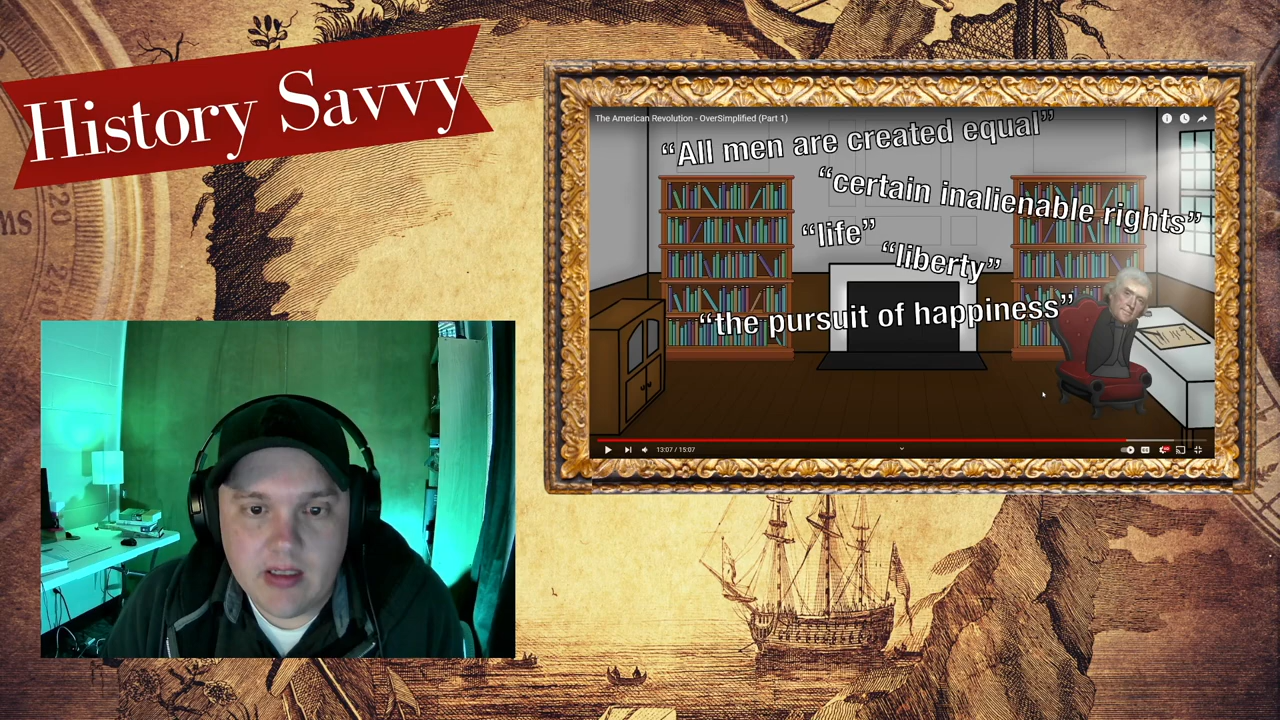 History Savvy
The American Revolution - OverSimplified (Part 1)
“All men are created equal”
“certain inalienable rights”
“life”
“liberty”
“the pursuit of happiness”
13:07 / 15:07